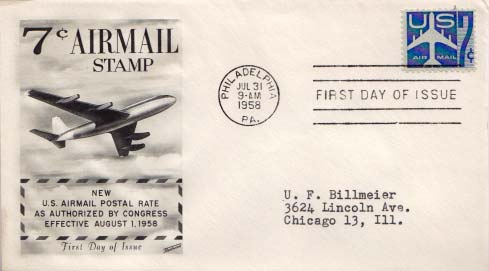 7¢ AIRMAIL
STAMP
NEW
U.S. AIRMAIL POSTAL RATE
AS AUTHORIZED BY CONGRESS
EFFECTIVE AUGUST 1, 1958
First Day of Issue
PHILADELPHIA
JUL 31
9-AM
1958
PA.
FIRST DAY OF ISSUE
US 7¢
AIR MAIL
U. F. Billmeier
3624 Lincoln Ave.
Chicago 13, Ill.